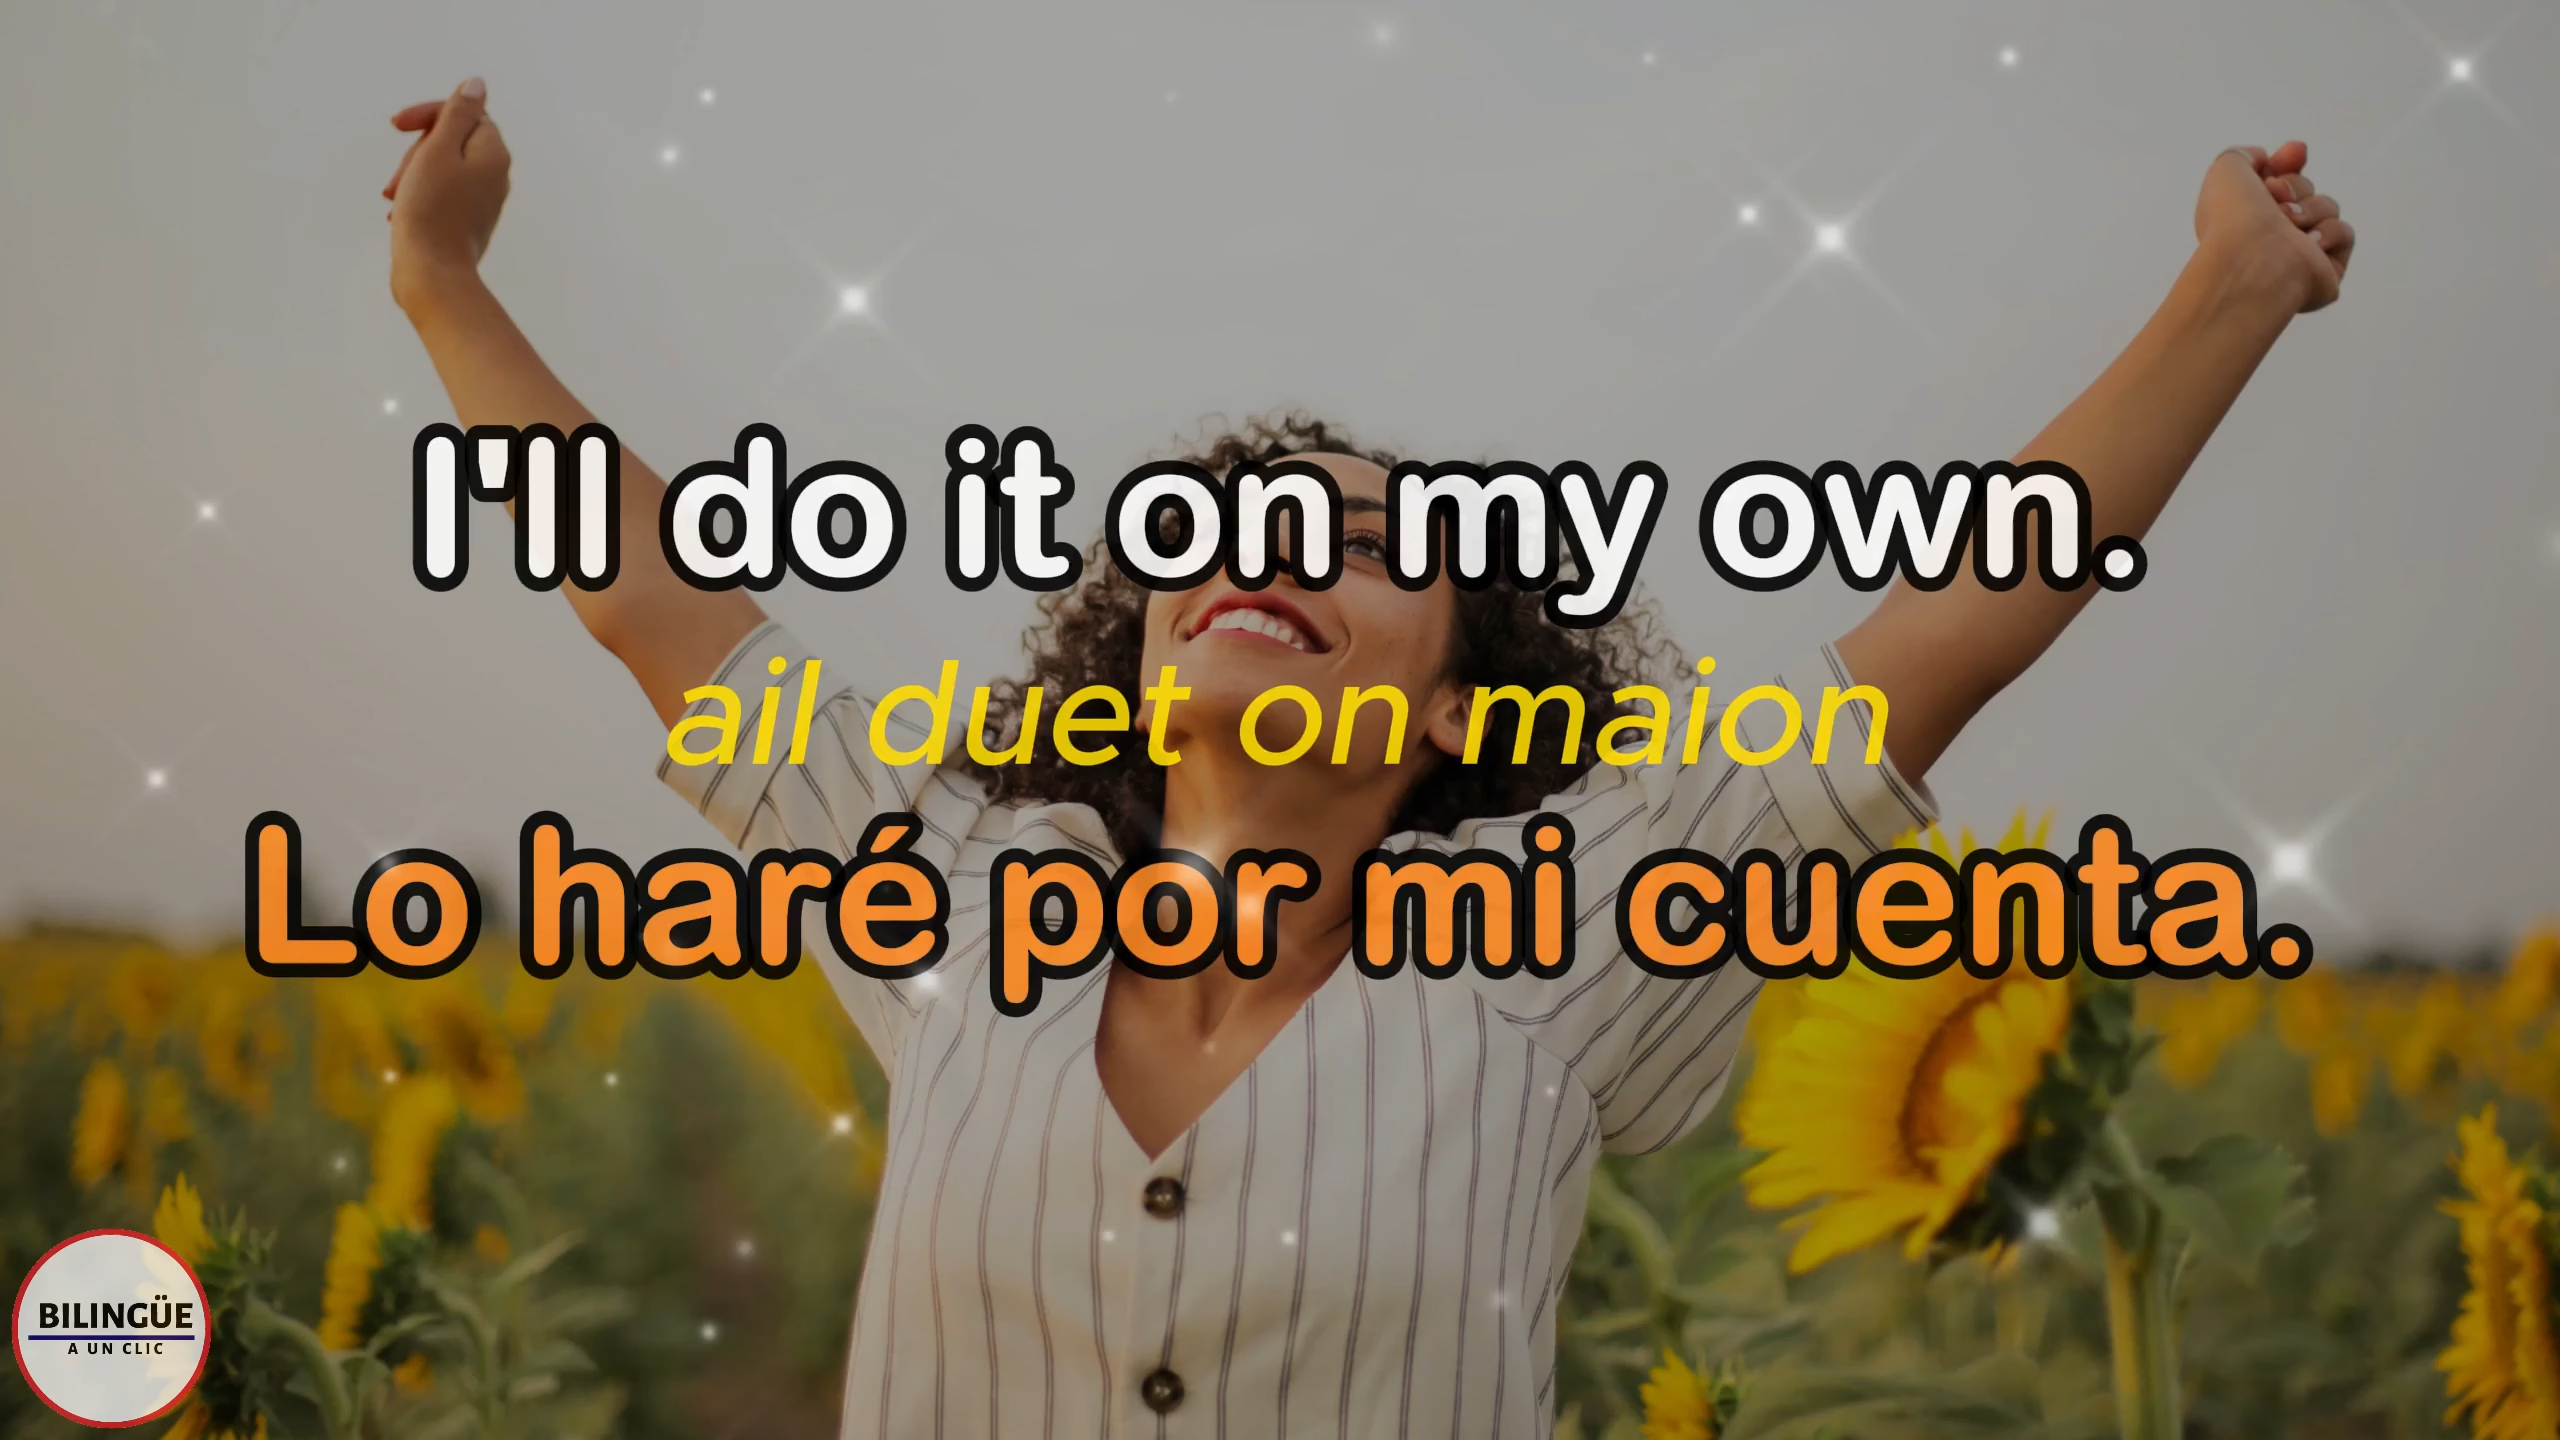 I'll do it on my own.
ail duet on maion
Lo haré por mi cuenta.
BILINGÜE
A UN CLIC